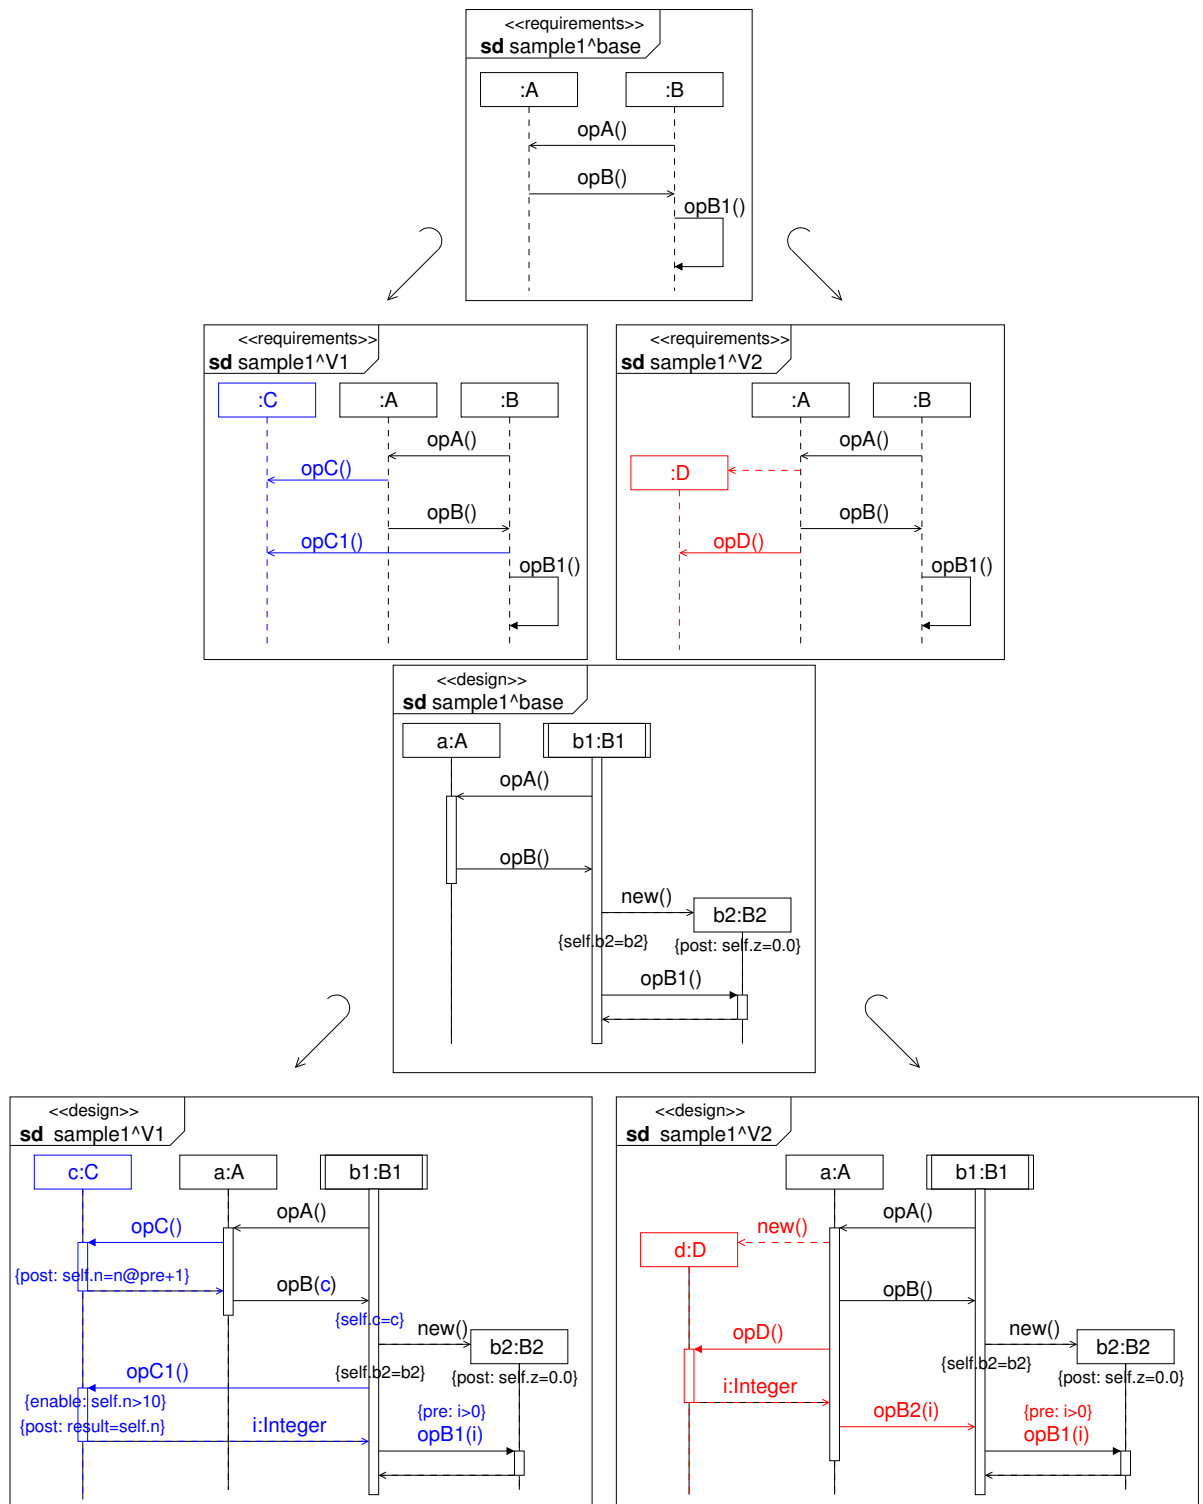 <<requirements>>
sd sample1^base
:A
:B
opA()
opB()
opB1()
<<requirements>>
sd sample1^V1
:C
:A
:B
opA()
opC()
opB()
opC1()
opB1()
<<requirements>>
sd sample1^V2
:A
:B
opA()
:D
opB()
opD()
opB1()
<<design>>
sd sample1^base
a:A
b1:B1
opA()
opB()
new()
b2:B2
{self.b2=b2}
{post: self.z=0.0}
opB1()
<<design>>
sd sample1^V1
c:C
a:A
b1:B1
opA()
opC()
{post: self.n=n@pre+1}
opB(c)
{self.c=c}
new()
b2:B2
opC1()
{self.b2=b2}
{post: self.z=0.0}
{enable: self.n>10}
{post: result=self.n}
i:Integer
{pre: i>0}
opB1(i)
<<design>>
sd sample1^V2
a:A
b1:B1
opA()
new()
d:D
opB()
new()
b2:B2
opD()
{self.b2=b2}
{post: self.z=0.0}
i:Integer
opB2(i)
{pre: i>0}
opB1(i)